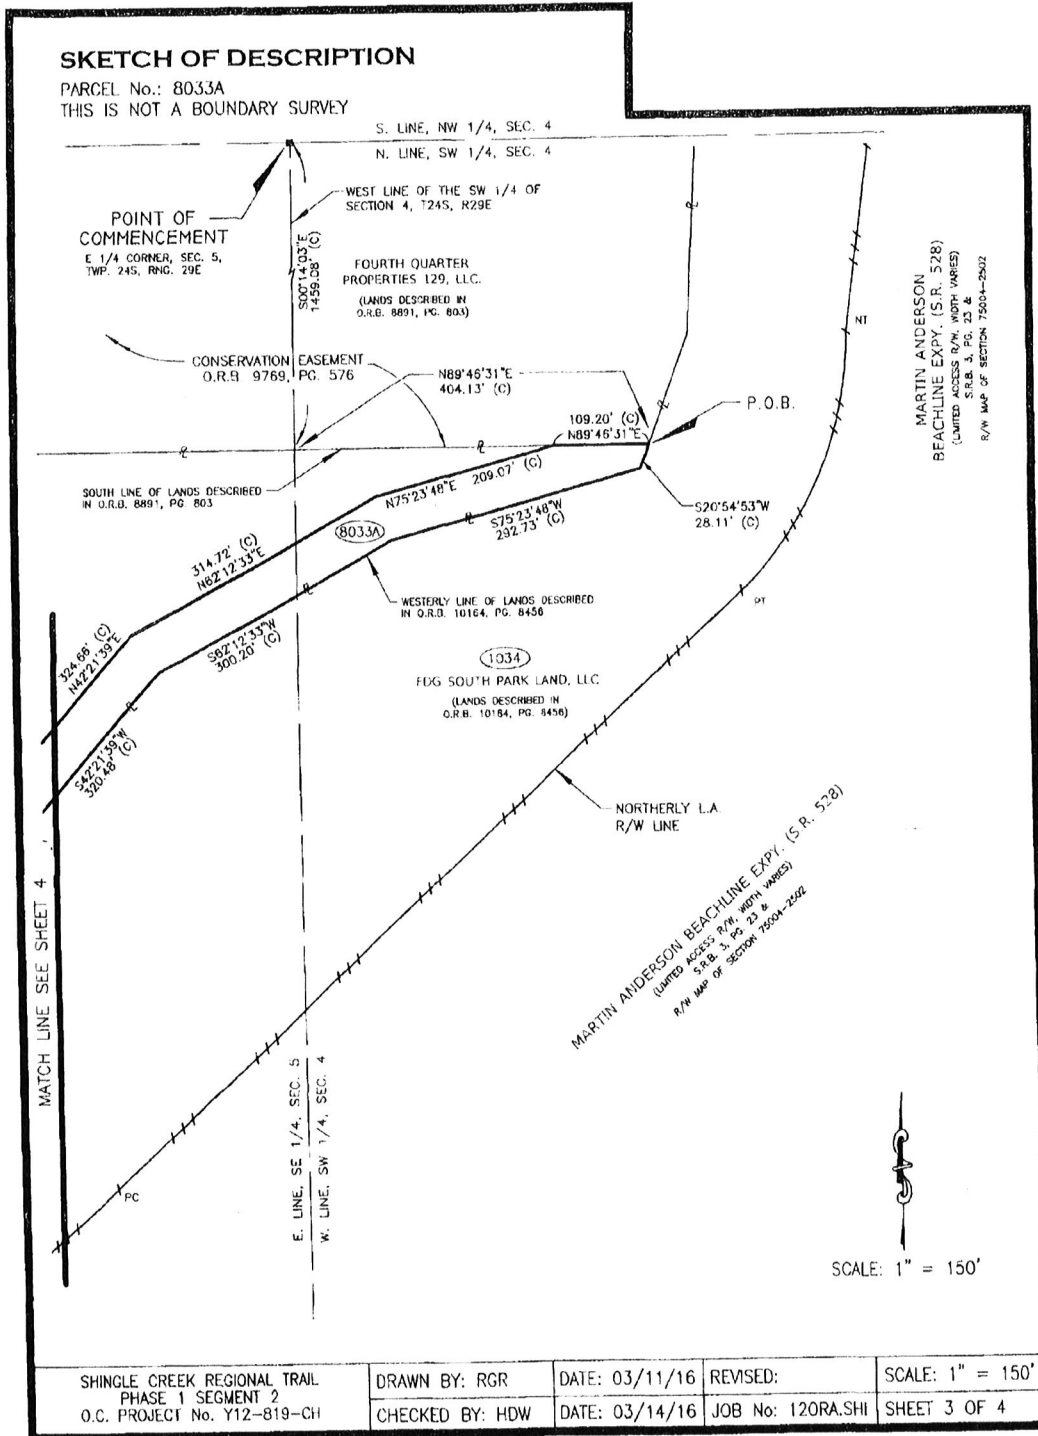 SKETCH OF DESCRIPTION
PARCEL No.: 8033A
THIS IS NOT A BOUNDARY SURVEY
S. LINE, NW 1/4, SEC. 4
N. LINE, SW 1/4, SEC. 4
WEST LINE OF THE SW 1/4 OF
SECTION 4, T24S, R29E
POINT OF
COMMENCEMENT
E 1/4 CORNER, SEC. 5,
TWP. 24S, RNG. 29E
S00°14'03"E
1459.08' (C)
FOURTH QUARTER
PROPERTIES 129, LLC.
(LANDS DESCRIBED IN
O.R.B. 8891, PG. 803)
MARTIN ANDERSON
BEACHLINE EXPY. (S.R. 528)
(LIMITED ACCESS R/W, WIDTH VARIES)
S.R.B. 3, PG. 23 &
R/W MAP OF SECTION 75004-2502
NT
CONSERVATION EASEMENT
O.R.B 9769, PG. 576
N89°46'31"E
404.13' (C)
109.20' (C)
N89°46'31"E
P.O.B.
SOUTH LINE OF LANDS DESCRIBED
IN O.R.B. 8891, PG 803
N75°23'48"E 209.07' (C)
S75°23'48"W
292.73' (C)
S20°54'53"W
28.11' (C)
8033A
314.72' (C)
N62°12'33"E
WESTERLY LINE OF LANDS DESCRIBED
IN O.R.B. 10164, PG. 8456
PT
S62°12'33"W
300.20' (C)
324.66' (C)
N42°21'39"E
1034
FDG SOUTH PARK LAND, LLC
(LANDS DESCRIBED IN
O.R.B. 10164, PG. 8456)
S42°21'39"W
320.48' (C)
NORTHERLY L.A.
R/W LINE
MARTIN ANDERSON BEACHLINE EXPY. (S.R. 528)
(LIMITED ACCESS R/W, WIDTH VARIES)
S.R.B. 3, PG. 23 &
R/W MAP OF SECTION 75004-2502
MATCH LINE SEE SHEET 4
E. LINE, SE 1/4, SEC. 5
W. LINE, SW 1/4, SEC. 4
PC
SCALE: 1" = 150'
SHINGLE CREEK REGIONAL TRAIL
PHASE 1 SEGMENT 2
O.C. PROJECT No. Y12-819-CH
DRAWN BY: RGR
CHECKED BY: HDW
DATE: 03/11/16
DATE: 03/14/16
REVISED:
JOB No: 120RA.SHI
SCALE: 1" = 150'
SHEET 3 OF 4